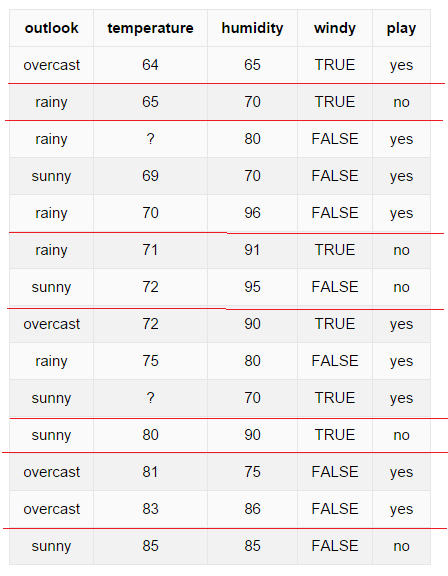 outlook temperature humidity windy play
overcast 64 65 TRUE yes
rainy 65 70 TRUE no
rainy ? 80 FALSE yes
sunny 69 70 FALSE yes
rainy 70 96 FALSE yes
rainy 71 91 TRUE no
sunny 72 95 FALSE no
overcast 72 90 TRUE yes
rainy 75 80 FALSE yes
sunny ? 70 TRUE yes
sunny 80 90 TRUE no
overcast 81 75 FALSE yes
overcast 83 86 FALSE yes
sunny 85 85 FALSE no